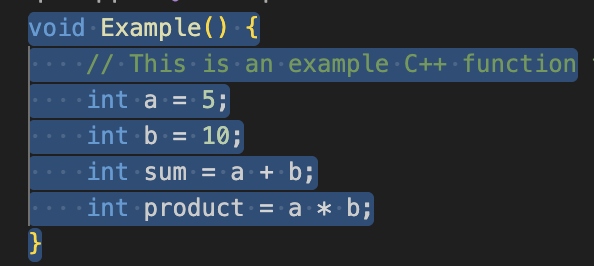 void Example() {
    // This is an example C++ function
    int a = 5;
    int b = 10;
    int sum = a + b;
    int product = a * b;
}